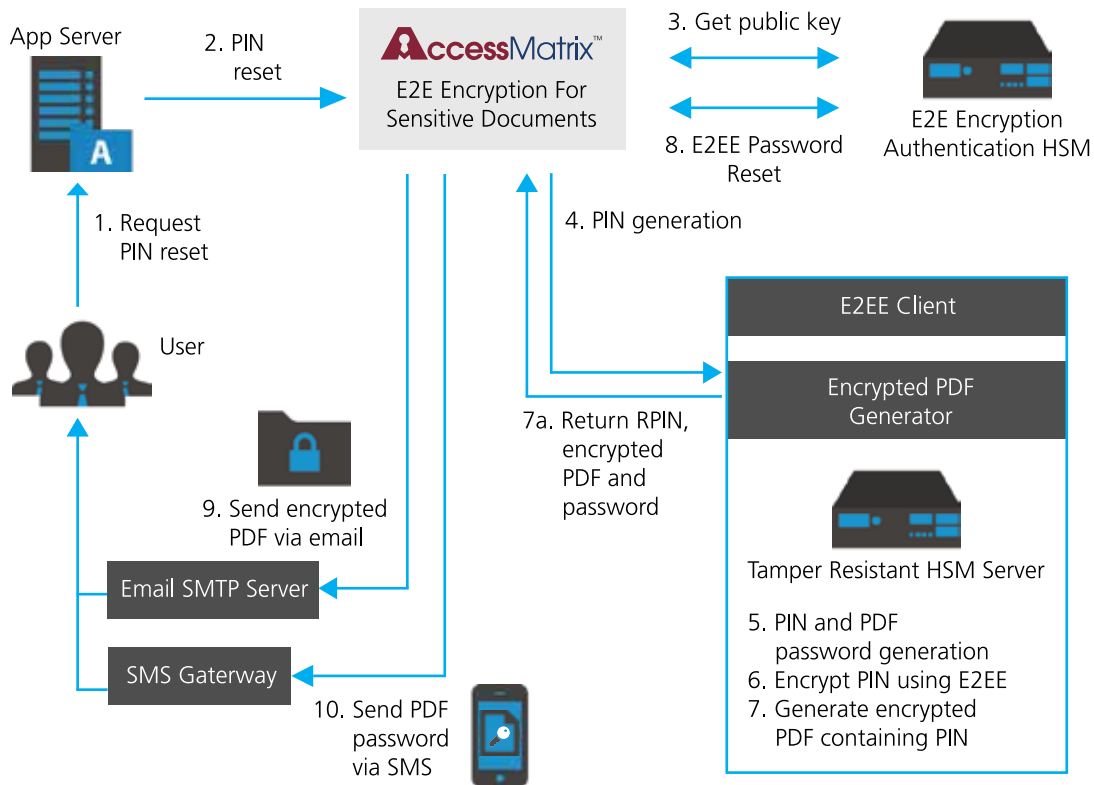 App Server
A
2. PIN
reset
AccessMatrix™
E2E Encryption For
Sensitive Documents
3. Get public key
8. E2EE Password
Reset
E2E Encryption
Authentication HSM
1. Request
PIN reset
User
4. PIN generation
E2EE Client
Encrypted PDF
Generator
7a. Return RPIN,
encrypted
PDF and
password
Tamper Resistant HSM Server
5. PIN and PDF
password generation
6. Encrypt PIN using E2EE
7. Generate encrypted
PDF containing PIN
9. Send encrypted
PDF via email
Email SMTP Server
SMS Gaterway
10. Send PDF
password
via SMS